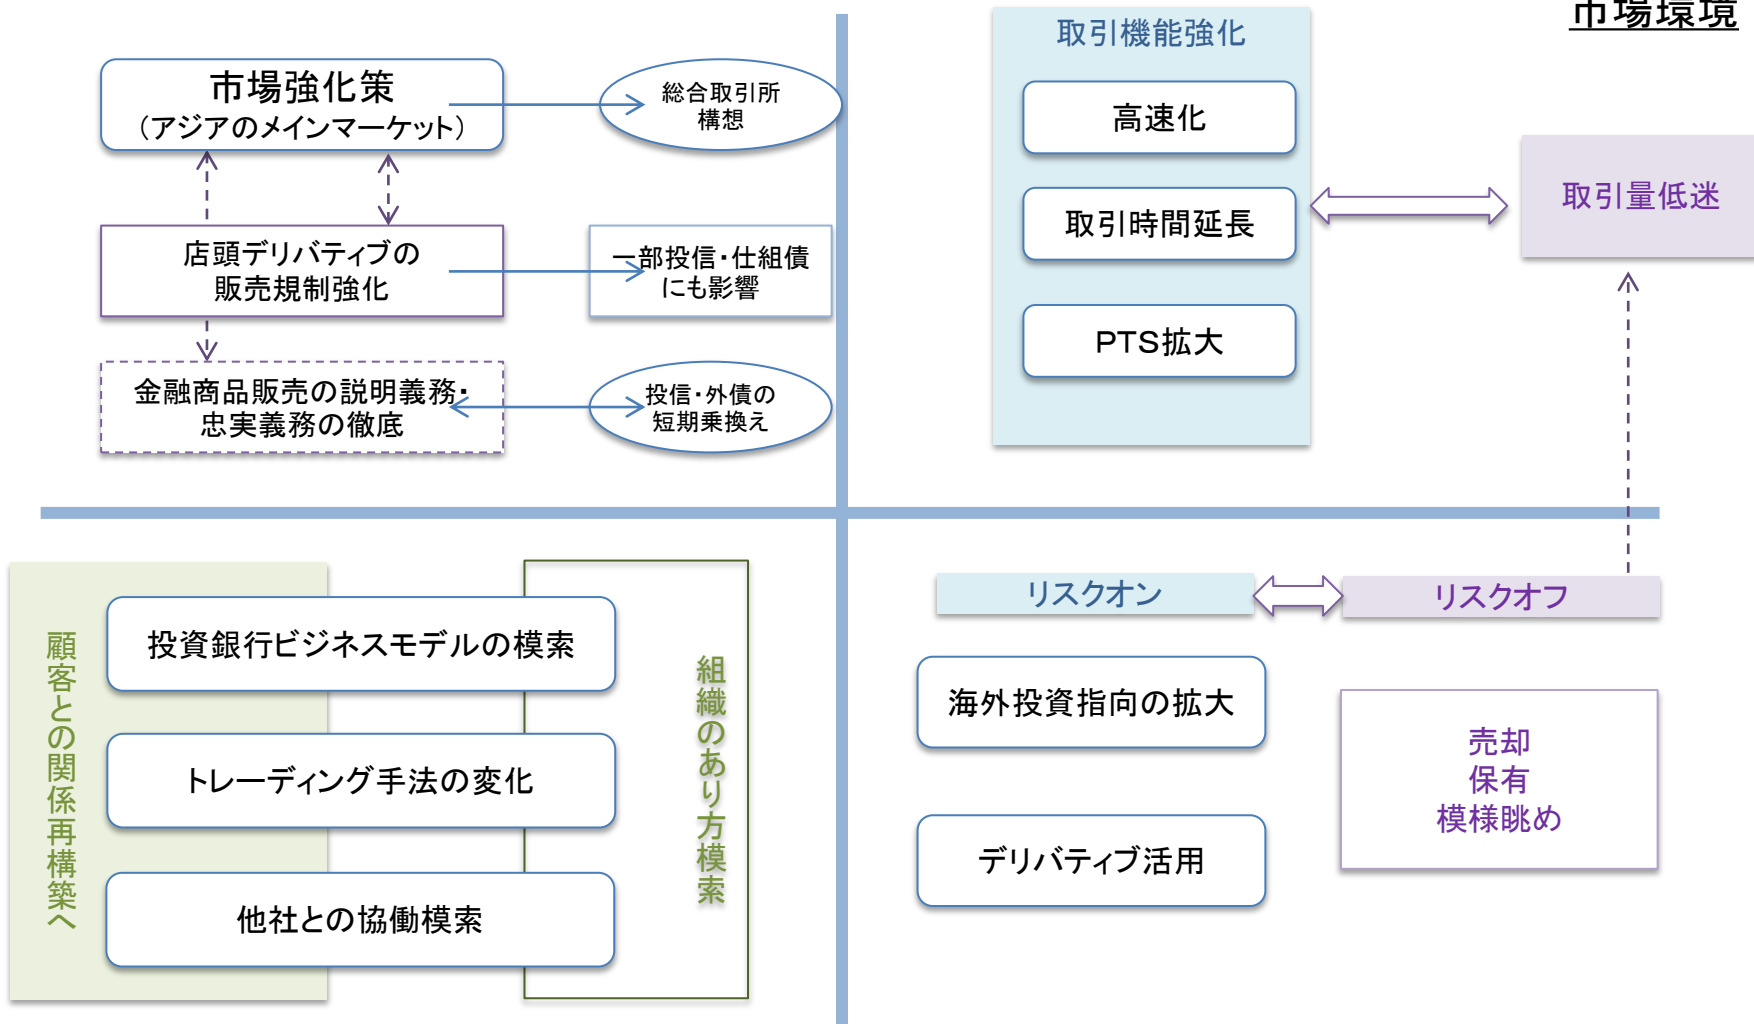 市場環境
市場強化策
（アジアのメインマーケット）
総合取引所
構想
店頭デリバティブの
販売規制強化
一部投信・仕組債
にも影響
金融商品販売の説明義務・
忠実義務の徹底
投信・外債の
短期乗換え
取引機能強化
高速化
取引時間延長
PTS拡大
取引量低迷
顧客との関係再構築へ
投資銀行ビジネスモデルの模索
トレーディング手法の変化
他社との協働模索
組織のあり方模索
リスクオン
リスクオフ
海外投資指向の拡大
デリバティブ活用
売却
保有
模様眺め